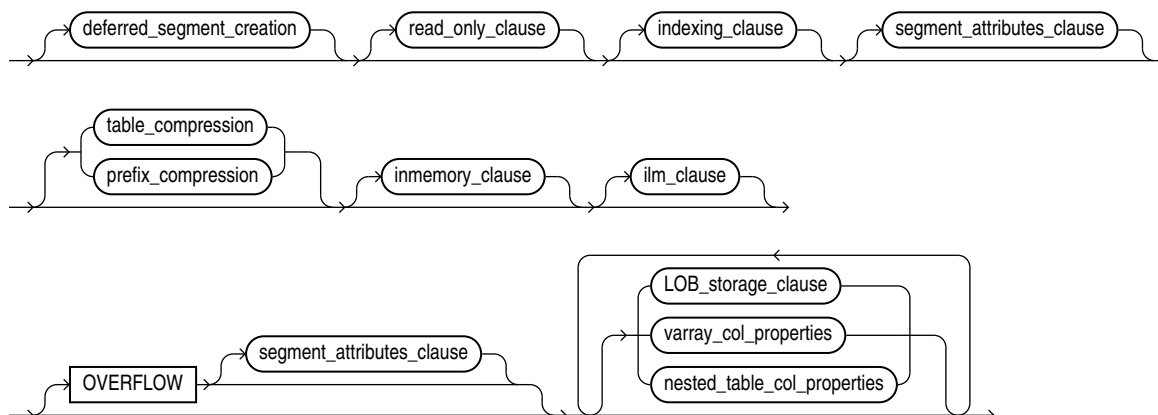 deferred_segment_creation read_only_clause indexing_clause segment_attributes_clause
table_compression
prefix_compression inmemory_clause ilm_clause
LOB_storage_clause
varray_col_properties
segment_attributes_clause
OVERFLOW nested_table_col_properties